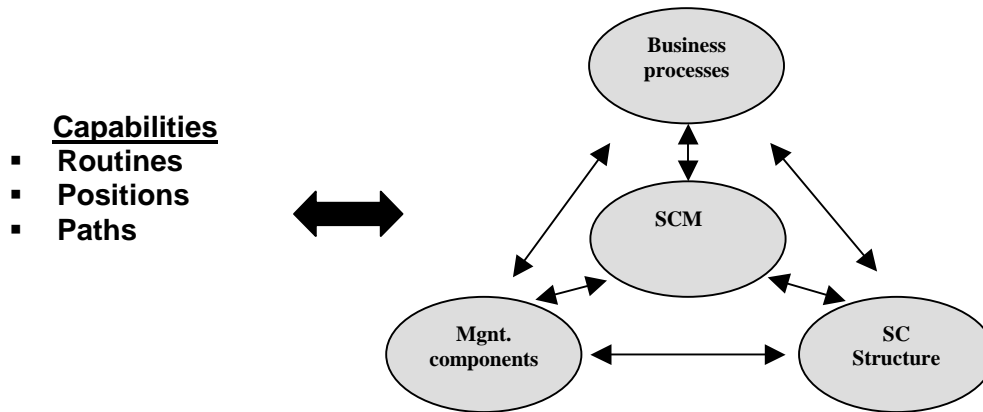 Capabilities
▪ Routines
▪ Positions
▪ Paths
Business
processes
SCM
Mgnt.
components
SC
Structure